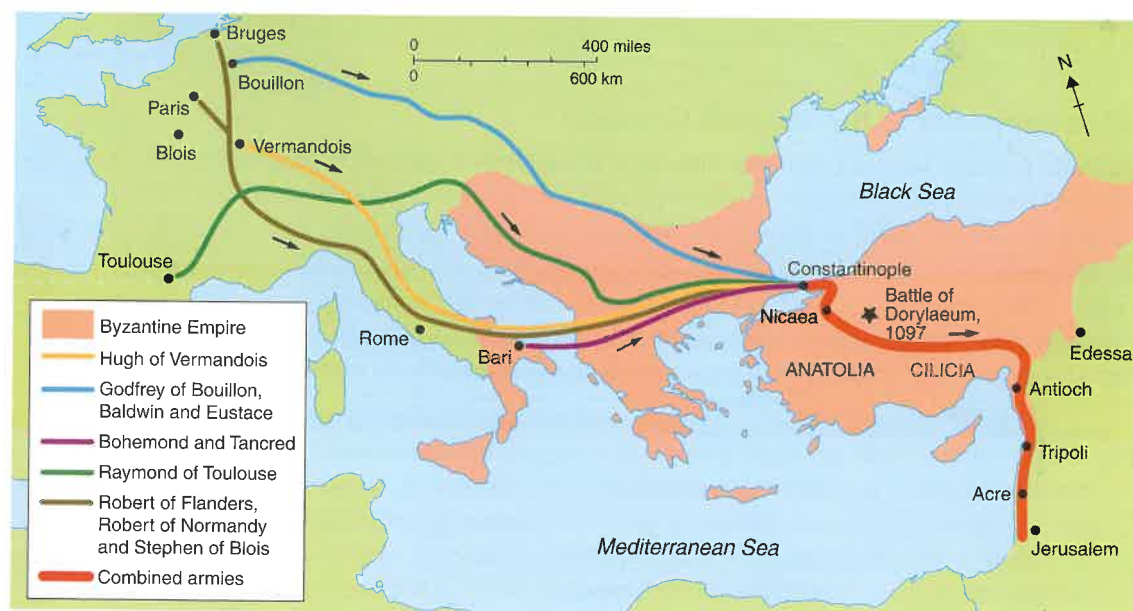 Bruges
0
400 miles
0
600 km
N
Bouillon
Paris
Blois
Vermandois
Black Sea
Toulouse
Constantinople
Battle of
Dorylaeum,
1097
Nicaea
Rome
Bari
Edessa
ANATOLIA
CILICIA
Antioch
Tripoli
Acre
Jerusalem
Mediterranean Sea
Byzantine Empire
Hugh of Vermandois
Godfrey of Bouillon,
Baldwin and Eustace
Bohemond and Tancred
Raymond of Toulouse
Robert of Flanders,
Robert of Normandy
and Stephen of Blois
Combined armies